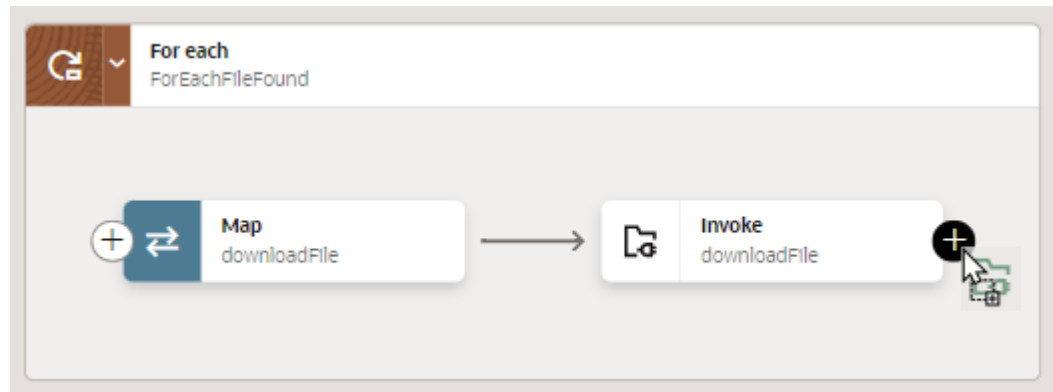 For each
ForEachFileFound
Map
downloadFile
Invoke
downloadFile